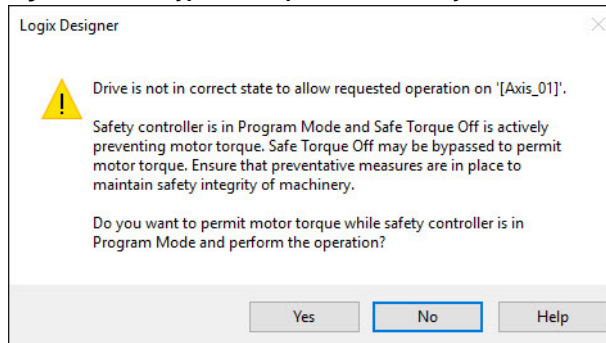 Logix Designer
Drive is not in correct state to allow requested operation on '[Axis_01]'.
Safety controller is in Program Mode and Safe Torque Off is actively
preventing motor torque. Safe Torque Off may be bypassed to permit
motor torque. Ensure that preventative measures are in place to
maintain safety integrity of machinery.
Do you want to permit motor torque while safety controller is in
Program Mode and perform the operation?
Yes
No
Help